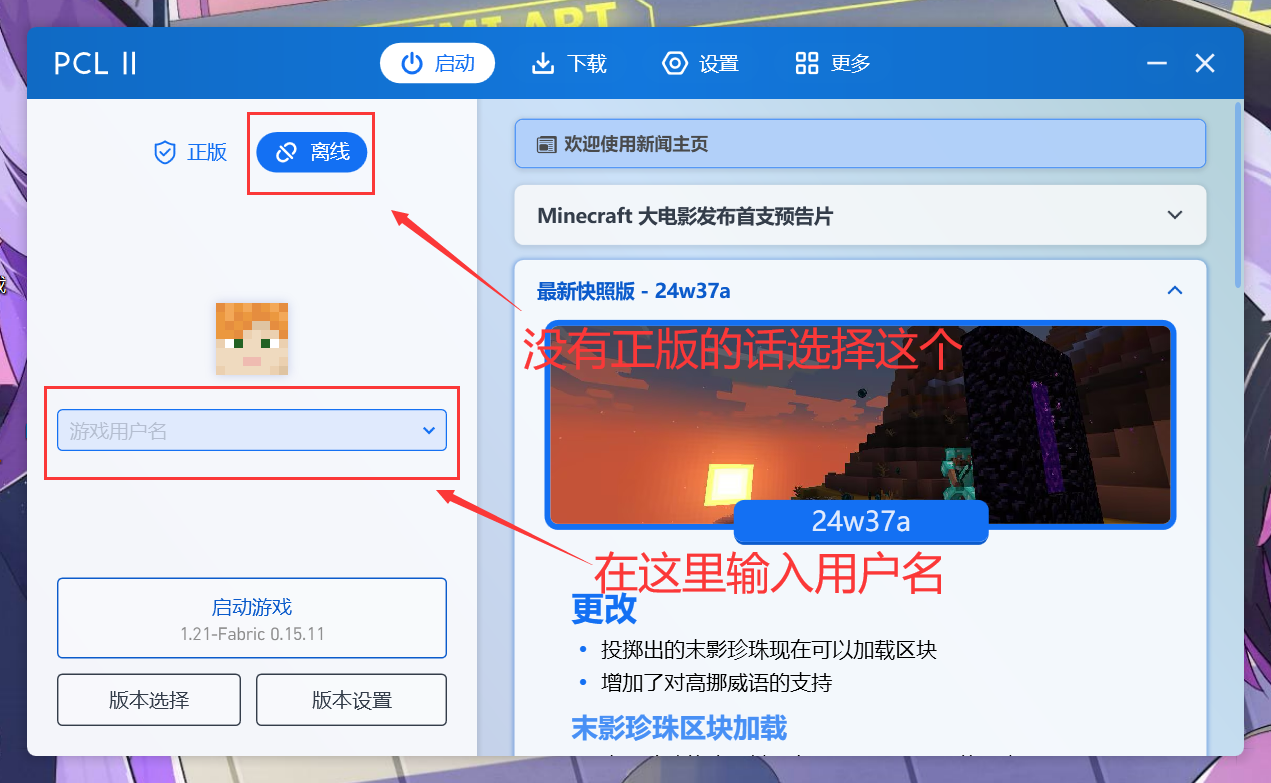 PCL II
启动
下载
设置
更多
正版
离线
欢迎使用新闻主页
Minecraft 大电影发布首支预告片
最新快照版 - 24w37a
没有正版的话选择这个
游戏用户名
24w37a
在这里输入用户名
更改
• 投掷出的末影珍珠现在可以加载区块
• 增加了对高挪威语的支持
末影珍珠区块加载
启动游戏
1.21-Fabric 0.15.11
版本选择
版本设置